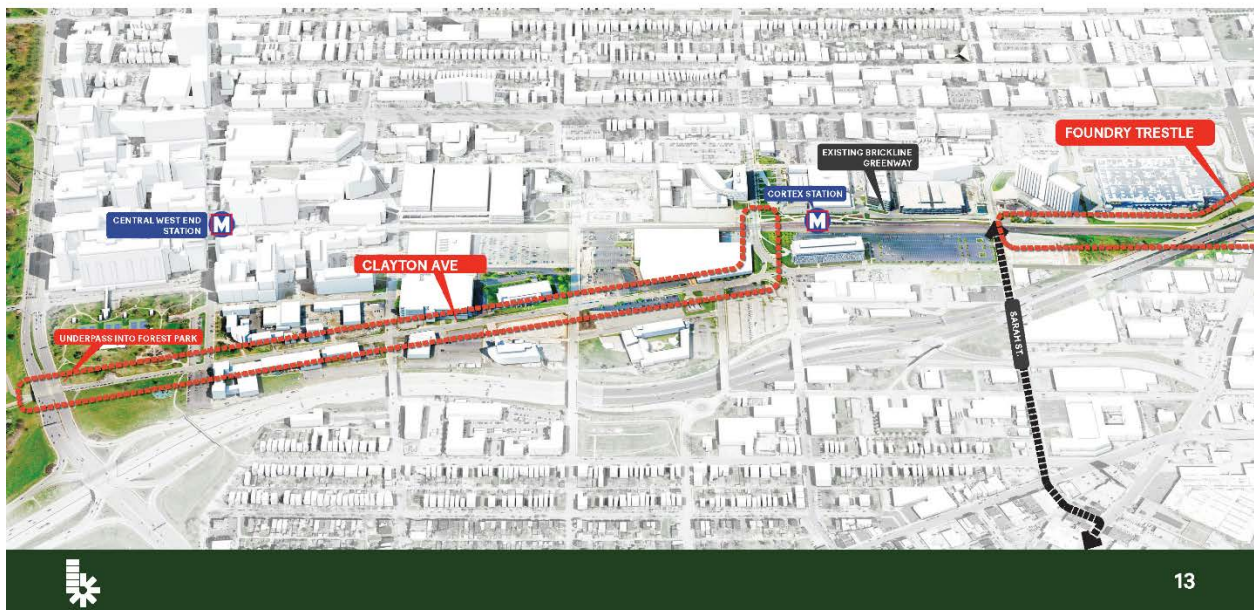 FOUNDRY TRESTLE
EXISTING BRICKLINE
GREENWAY
CORTEX STATION
M
CENTRAL WEST END
STATION
M
CLAYTON AVE
UNDERPASS INTO FOREST PARK
SARAH ST.
13